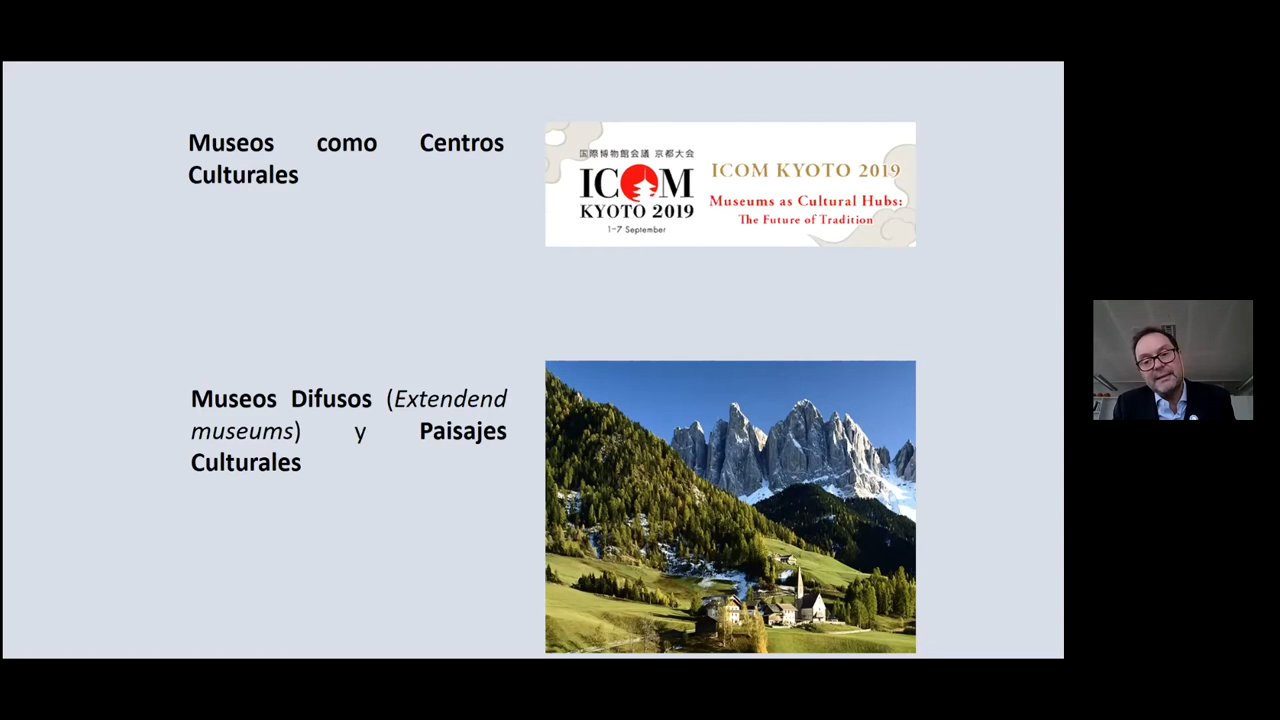 Museos como Centros
Culturales
国際博物館会議 京都大会
ICOM
KYOTO 2019
1-7 September
ICOM KYOTO 2019
Museums as Cultural Hubs:
The Future of Tradition
Museos Difusos (Extendend
museums) y Paisajes
Culturales